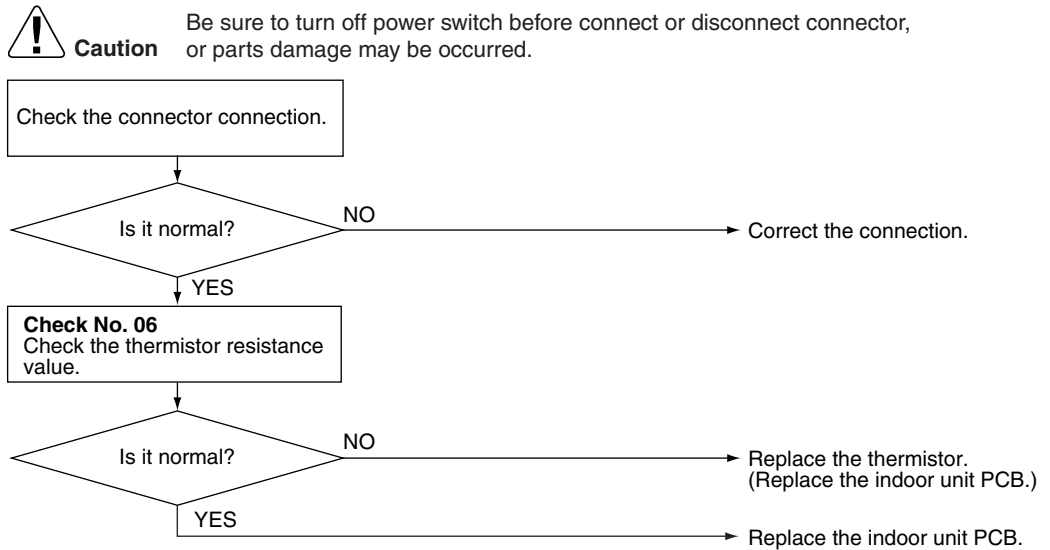 Be sure to turn off power switch before connect or disconnect connector,
Caution or parts damage may be occurred.
Check the connector connection.
Is it normal?
NO
Correct the connection.
YES
Check No. 06
Check the thermistor resistance
value.
Is it normal?
NO
Replace the thermistor.
(Replace the indoor unit PCB.)
YES
Replace the indoor unit PCB.